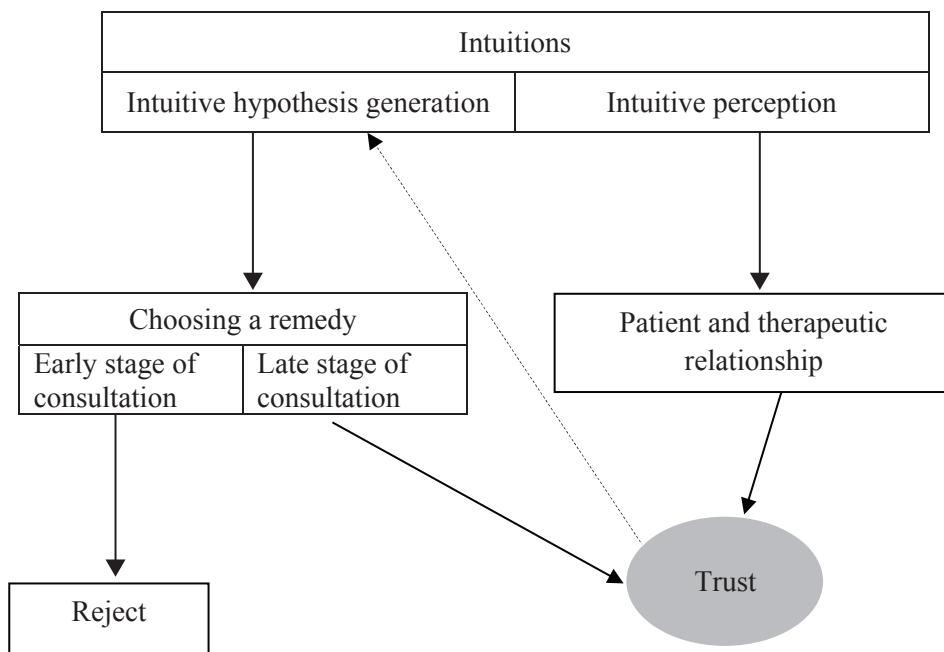 Intuitions
Intuitive hypothesis generation
Intuitive perception
Choosing a remedy
Early stage of
consultation
Late stage of
consultation
Patient and therapeutic
relationship
Reject
Trust